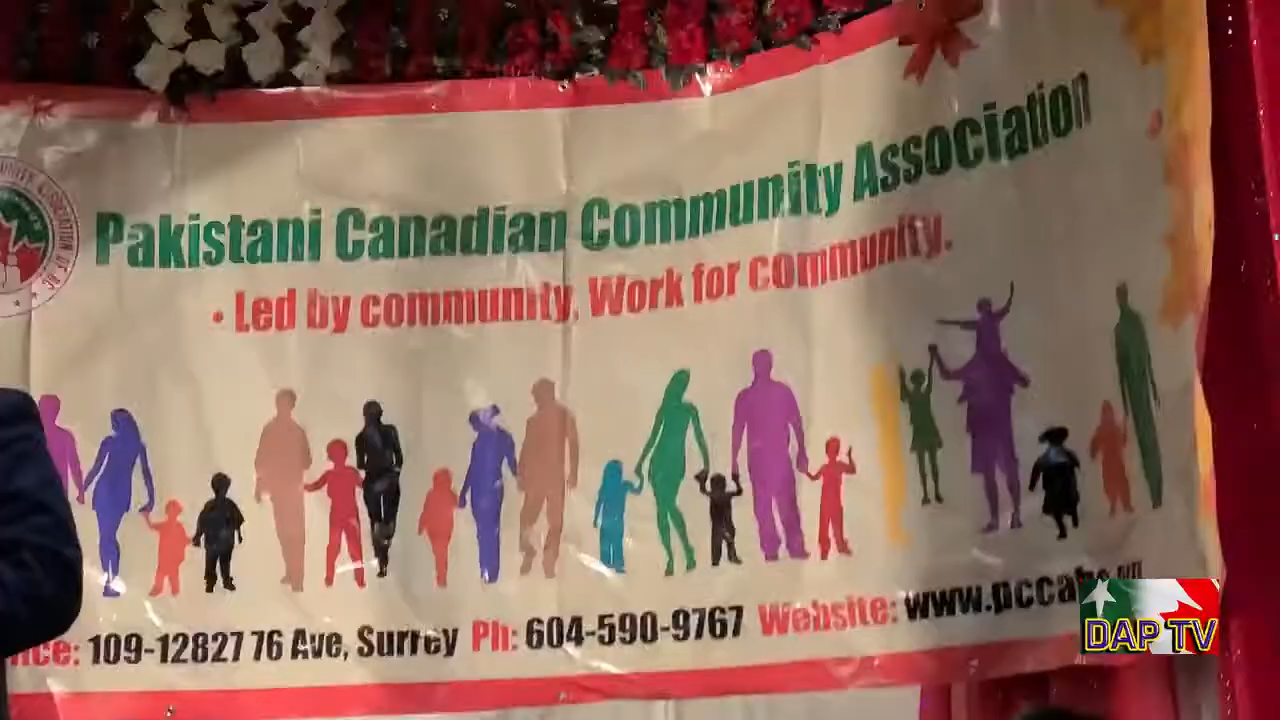 Pakistani Canadian Community Association
• Led by community. Work for community.
109-12827 76 Ave, Surrey Ph: 604-590-9767 Website:
DAP TV